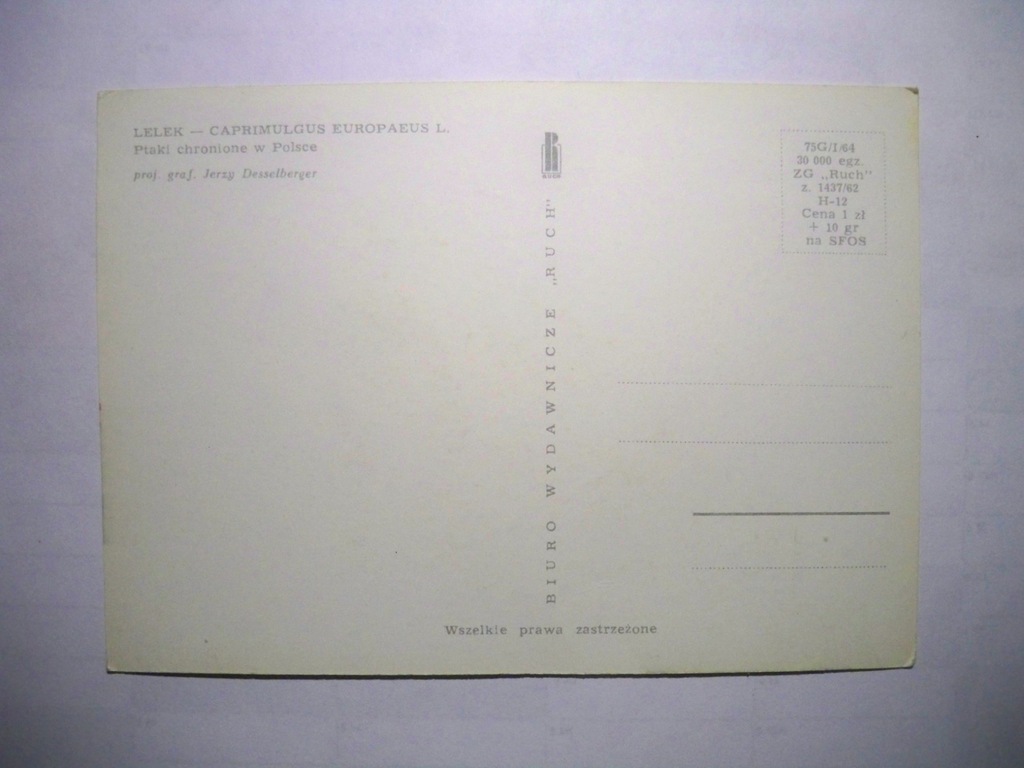 LELEK — CAPRIMULGUS EUROPAEUS L.
Ptaki chronione w Polsce
proj. graf. Jerzy Desselberger
RUCH
BIURO WYDAWNICZE „RUCH"
75G/I/64
30 000 egz.
ZG „Ruch"
z. 1437/62
H-12
Cena 1 zł
+ 10 gr
na SFOS
Wszelkie prawa zastrzeżone